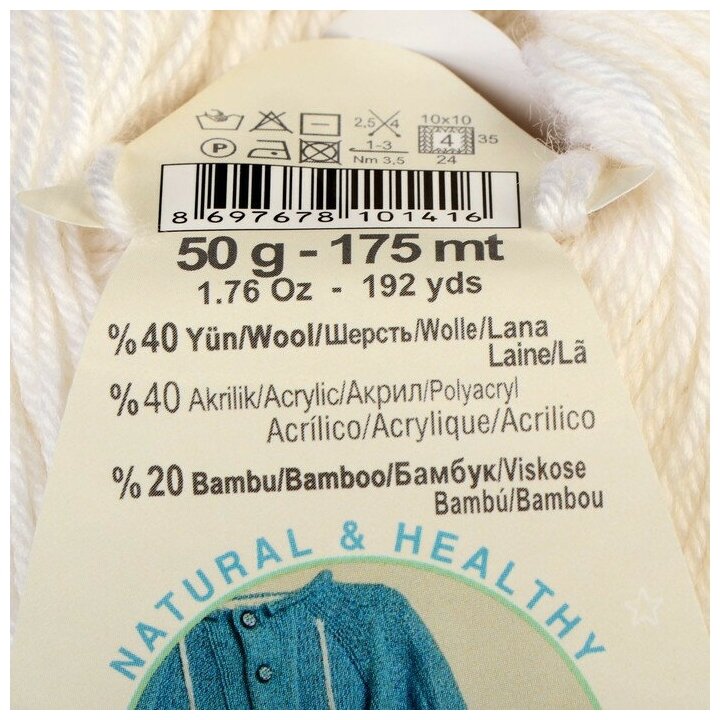 2,5 4
10x10
1-3
4
35
P
Nm 3,5
24
8 697678 101416
50 g - 175 mt
1.76 Oz - 192 yds
%40 Yün/Wool/Шерсть/Wolle/Lana
Laine/Lã
%40 Akrilik/Acrylic/Акрил/Polyacryl
Acrílico/Acrylique/Acrilico
%20 Bambu/Bamboo/Бамбук/Viskose
Bambú/Bambou
NATURAL & HEALTHY